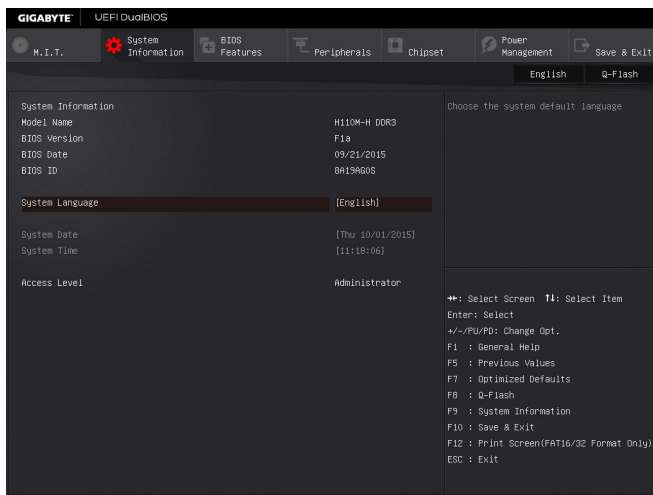 GIGABYTE™ UEFI DualBIOS
M.I.T. System Information BIOS Features Peripherals Chipset Power Management Save & Exit
English Q-Flash
System Information
Model Name H110M-H DDR3
BIOS Version F1a
BIOS Date 09/21/2015
BIOS ID 8A19AG0S
System Language [English]
System Date [Thu 10/01/2015]
System Time [11:18:06]
Access Level Administrator
Choose the system default language
→←: Select Screen ↑↓: Select Item
Enter: Select
+/-/PU/PD: Change Opt.
F1 : General Help
F5 : Previous Values
F7 : Optimized Defaults
F8 : Q-Flash
F9 : System Information
F10 : Save & Exit
F12 : Print Screen(FAT16/32 Format Only)
ESC : Exit